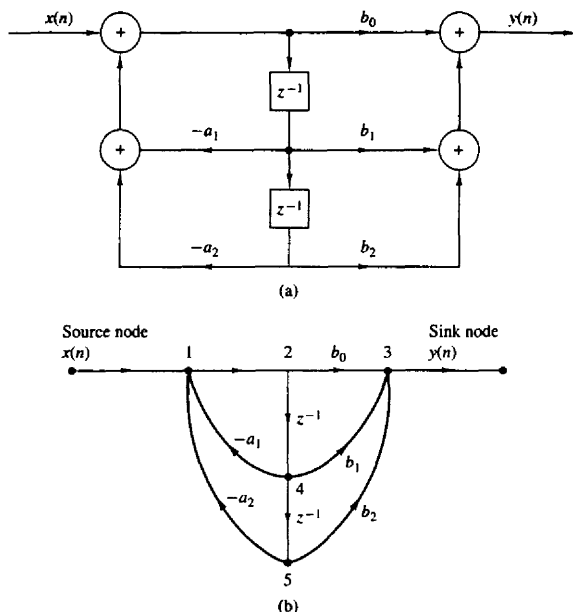 x(n) + b₀ + y(n)
z⁻¹
+ −a₁ b₁ +
z⁻¹
−a₂ b₂
(a)
Source node Sink node
x(n) 1 2 b₀ 3 y(n)
z⁻¹
−a₁ b₁
4
−a₂ z⁻¹ b₂
5
(b)